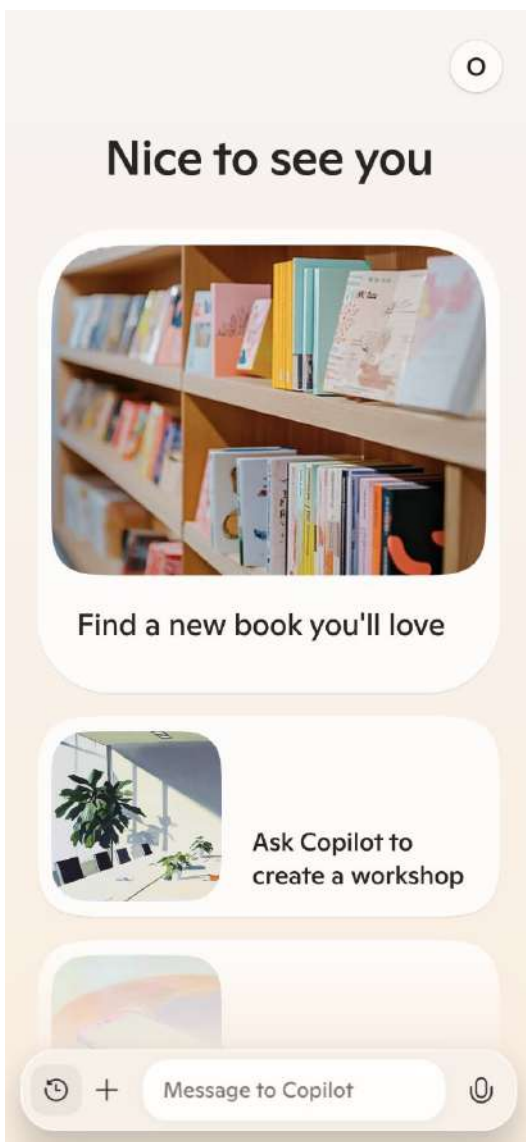 O
Nice to see you
Find a new book you'll love
Ask Copilot to
create a workshop
Message to Copilot